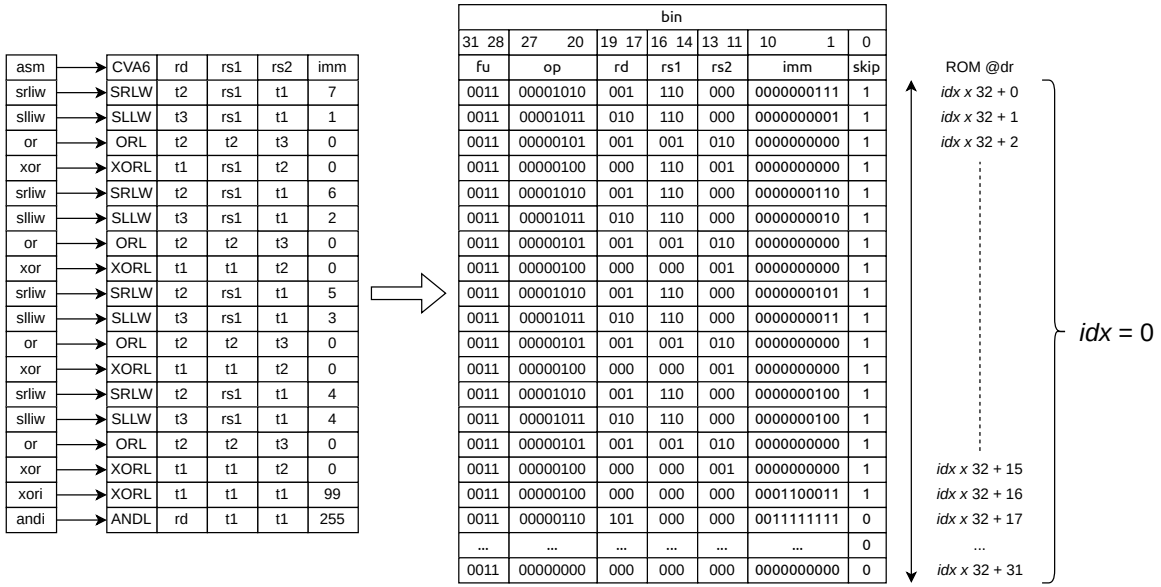 bin
31 28 27 20 19 17 16 14 13 11 10 1 0
asm CVA6 rd rs1 rs2 imm fu op rd rs1 rs2 imm skip ROM @dr
srliw SRLW t2 rs1 t1 7 0011 00001010 001 110 000 0000000111 1 idx x 32 + 0
slliw SLLW t3 rs1 t1 1 0011 00001011 010 110 000 0000000001 1 idx x 32 + 1
or ORL t2 t2 t3 0 0011 00000101 001 001 010 0000000000 1 idx x 32 + 2
xor XORL t1 rs1 t2 0 0011 00000100 000 110 001 0000000000 1
srliw SRLW t2 rs1 t1 6 0011 00001010 001 110 000 0000000110 1
slliw SLLW t3 rs1 t1 2 0011 00001011 010 110 000 0000000010 1
or ORL t2 t2 t3 0 0011 00000101 001 001 010 0000000000 1
xor XORL t1 t1 t2 0 0011 00000100 000 000 001 0000000000 1
srliw SRLW t2 rs1 t1 5 0011 00001010 001 110 000 0000000101 1
slliw SLLW t3 rs1 t1 3 0011 00001011 010 110 000 0000000011 1
idx = 0
or ORL t2 t2 t3 0 0011 00000101 001 001 010 0000000000 1
xor XORL t1 t1 t2 0 0011 00000100 000 000 001 0000000000 1
srliw SRLW t2 rs1 t1 4 0011 00001010 001 110 000 0000000100 1
slliw SLLW t3 rs1 t1 4 0011 00001011 010 110 000 0000000100 1
or ORL t2 t2 t3 0 0011 00000101 001 001 010 0000000000 1
xor XORL t1 t1 t2 0 0011 00000100 000 000 001 0000000000 1 idx x 32 + 15
xori XORL t1 t1 t1 99 0011 00000100 000 000 000 0001100011 1 idx x 32 + 16
andi ANDL rd t1 t1 255 0011 00000110 101 000 000 0011111111 0 idx x 32 + 17
... ... ... ... ... ... 0 ...
0011 00000000 000 000 000 0000000000 0 idx x 32 + 31